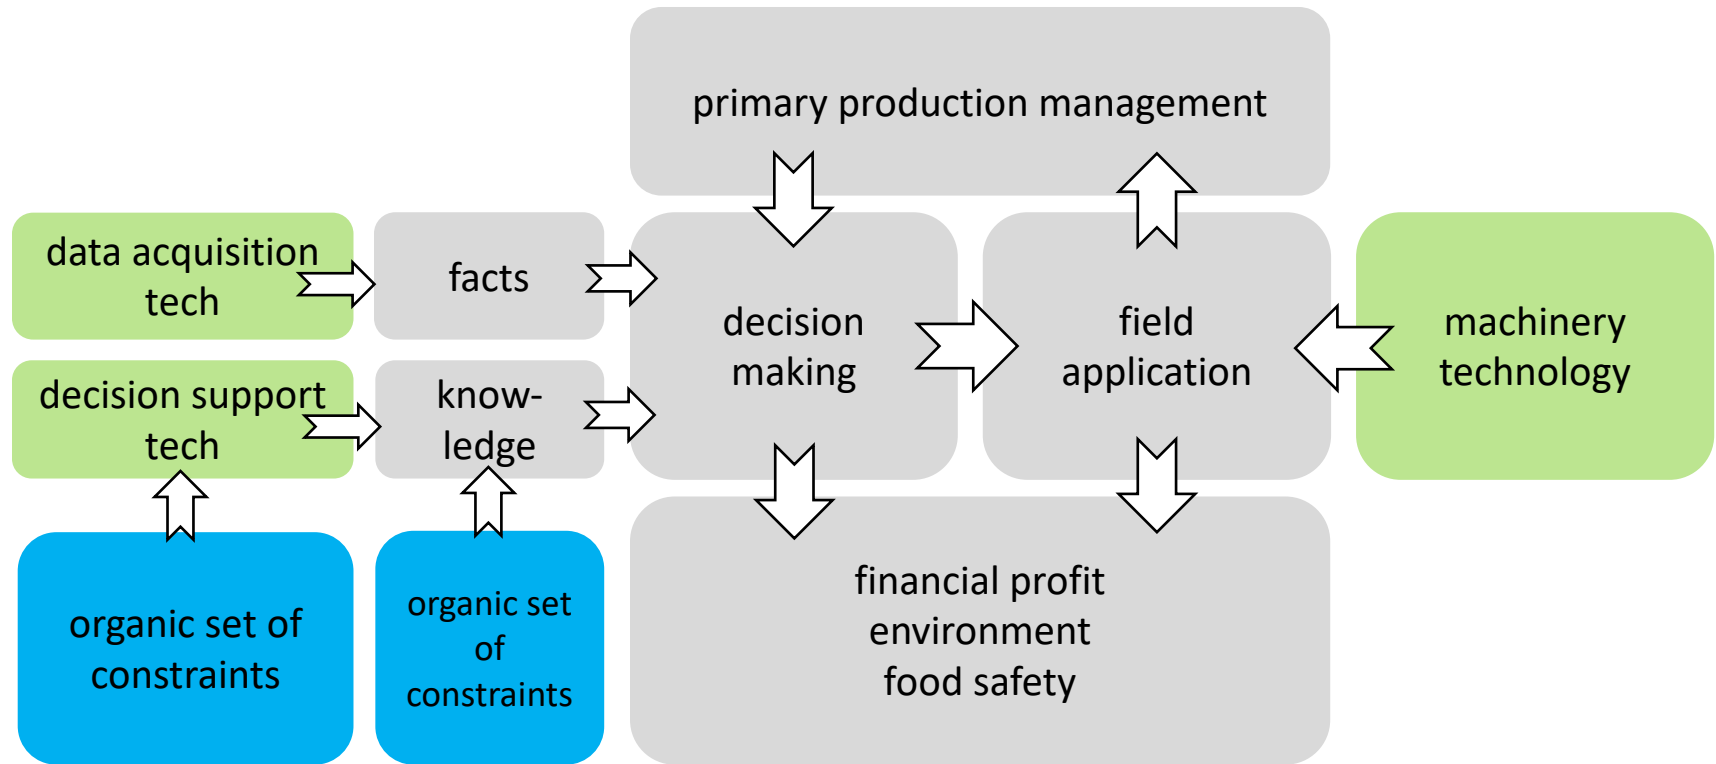 primary production management
data acquisition
tech
facts
decision
making
field
application
machinery
technology
decision support
tech
know-
ledge
organic set of
constraints
organic set
of
constraints
financial profit
environment
food safety